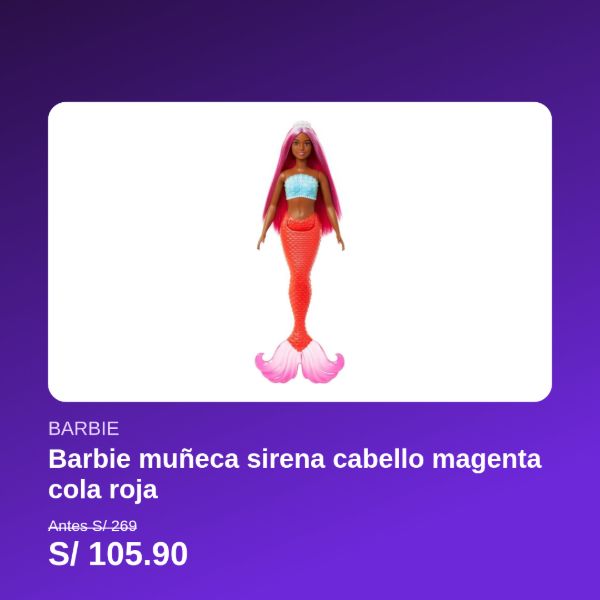 BARBIE
Barbie muñeca sirena cabello magenta
cola roja
Antes S/ 269
S/ 105.90